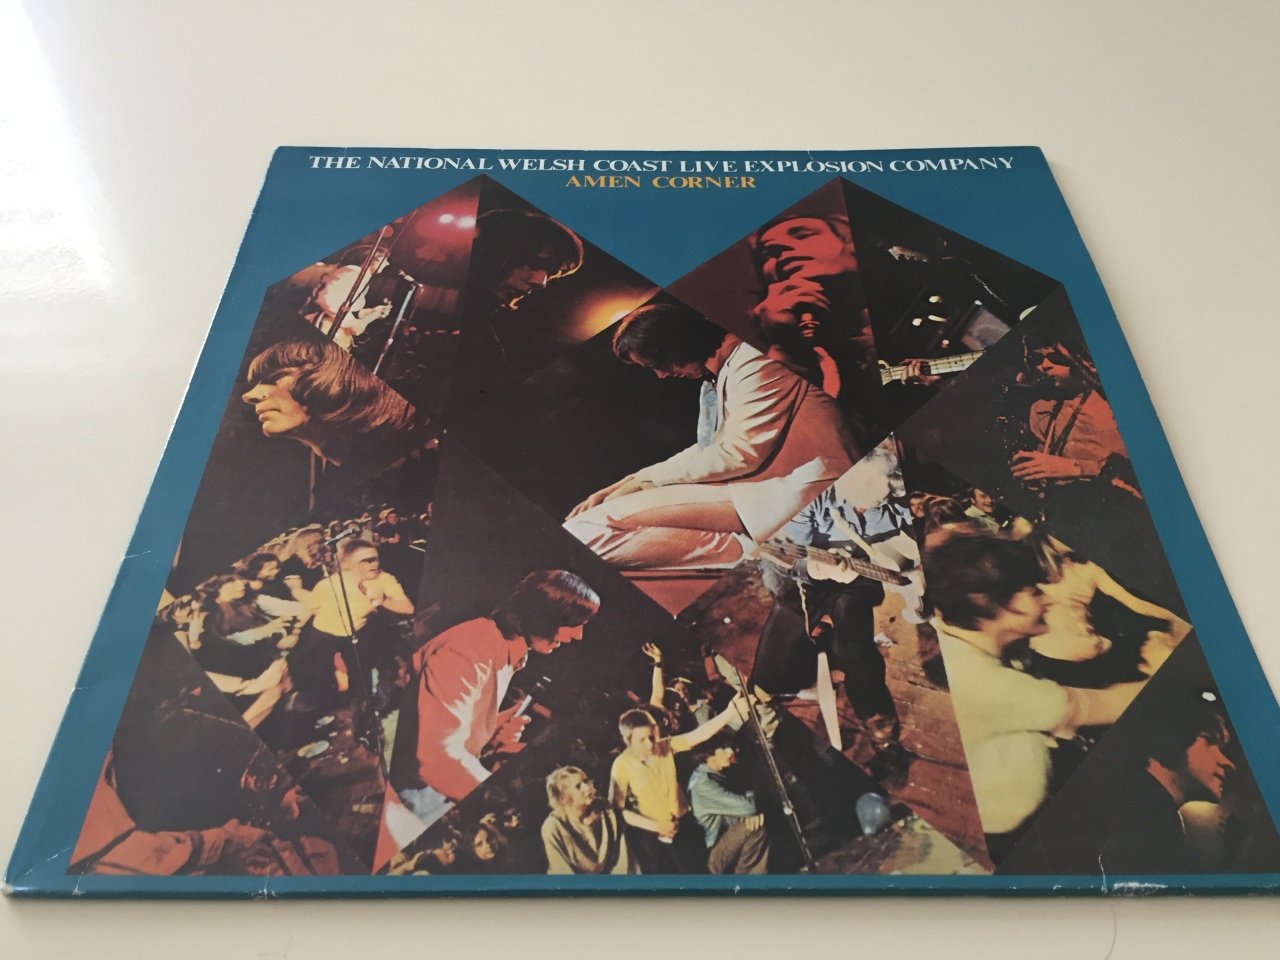 THE NATIONAL WELSH COAST LIVE EXPLOSION COMPANY
AMEN CORNER